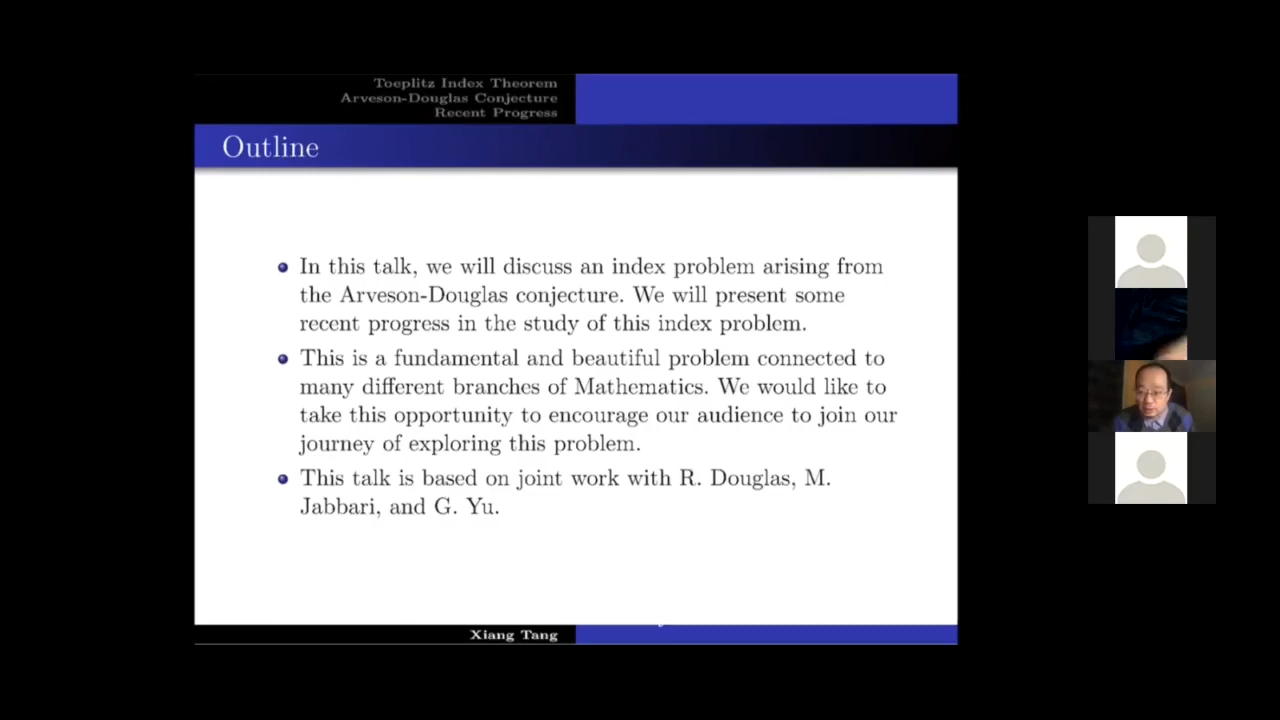 Toeplitz Index Theorem
Arveson-Douglas Conjecture
Recent Progress
Outline
In this talk, we will discuss an index problem arising from
the Arveson-Douglas conjecture. We will present some
recent progress in the study of this index problem.
This is a fundamental and beautiful problem connected to
many different branches of Mathematics. We would like to
take this opportunity to encourage our audience to join our
journey of exploring this problem.
This talk is based on joint work with R. Douglas, M.
Jabbari, and G. Yu.
Xiang Tang